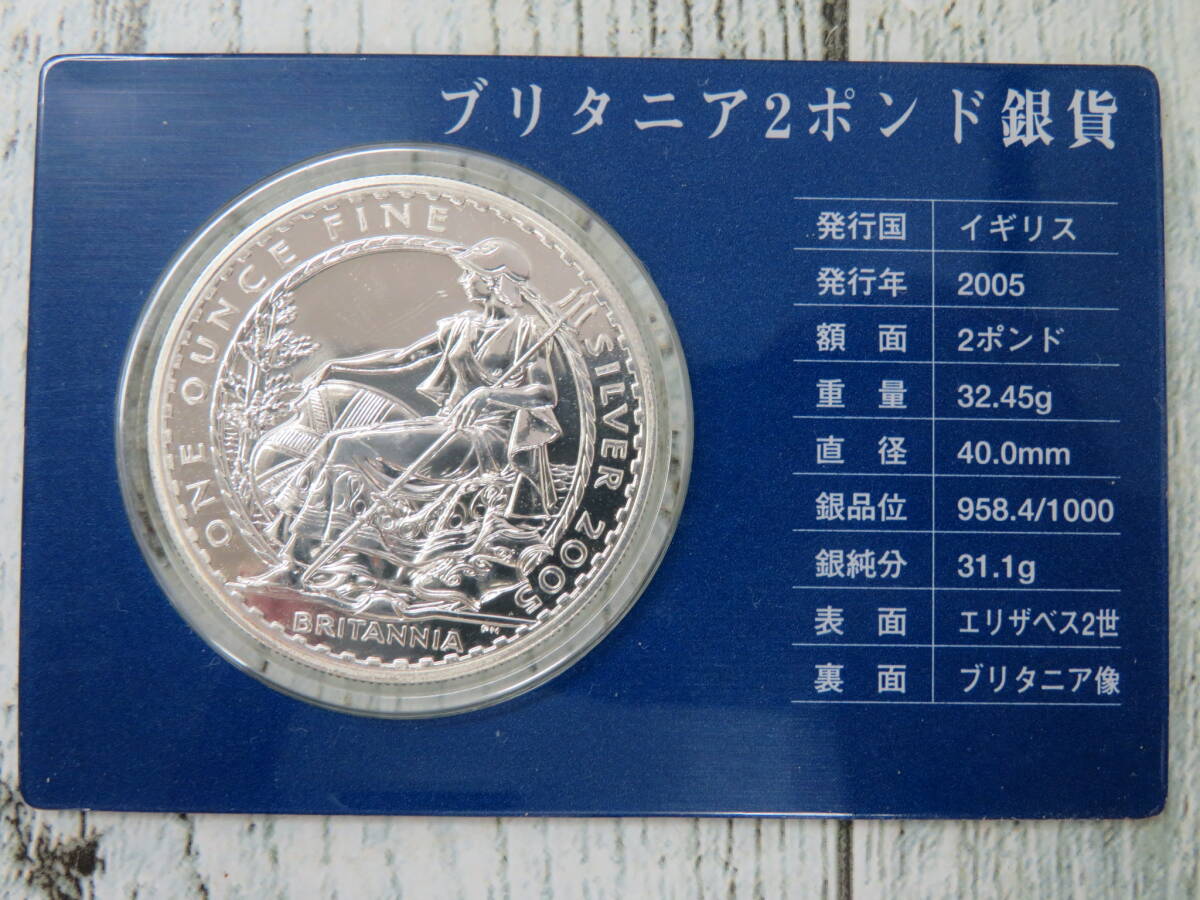 ブリタニア2ポンド銀貨
発行国 イギリス
発行年 2005
額面 2ポンド
重量 32.45g
直径 40.0mm
銀品位 958.4/1000
銀純分 31.1g
表面 エリザベス2世
裏面 ブリタニア像
ONE OUNCE FINE SILVER 2005
BRITANNIA